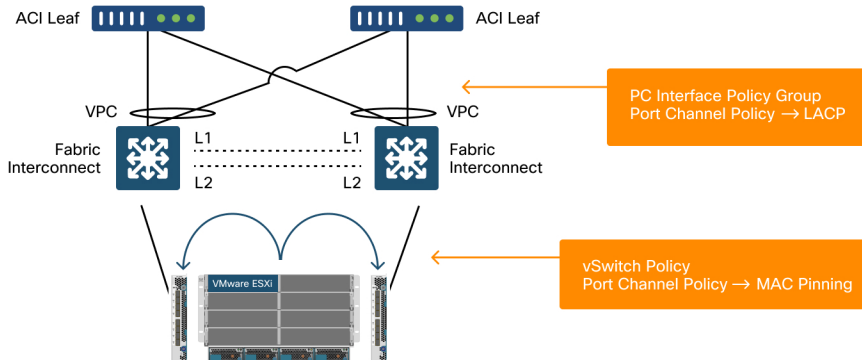 ACI Leaf
ACI Leaf
VPC
VPC
PC Interface Policy Group
Port Channel Policy → LACP
Fabric
Interconnect
L1
L1
L2
L2
Fabric
Interconnect
VMware ESXi
vSwitch Policy
Port Channel Policy → MAC Pinning